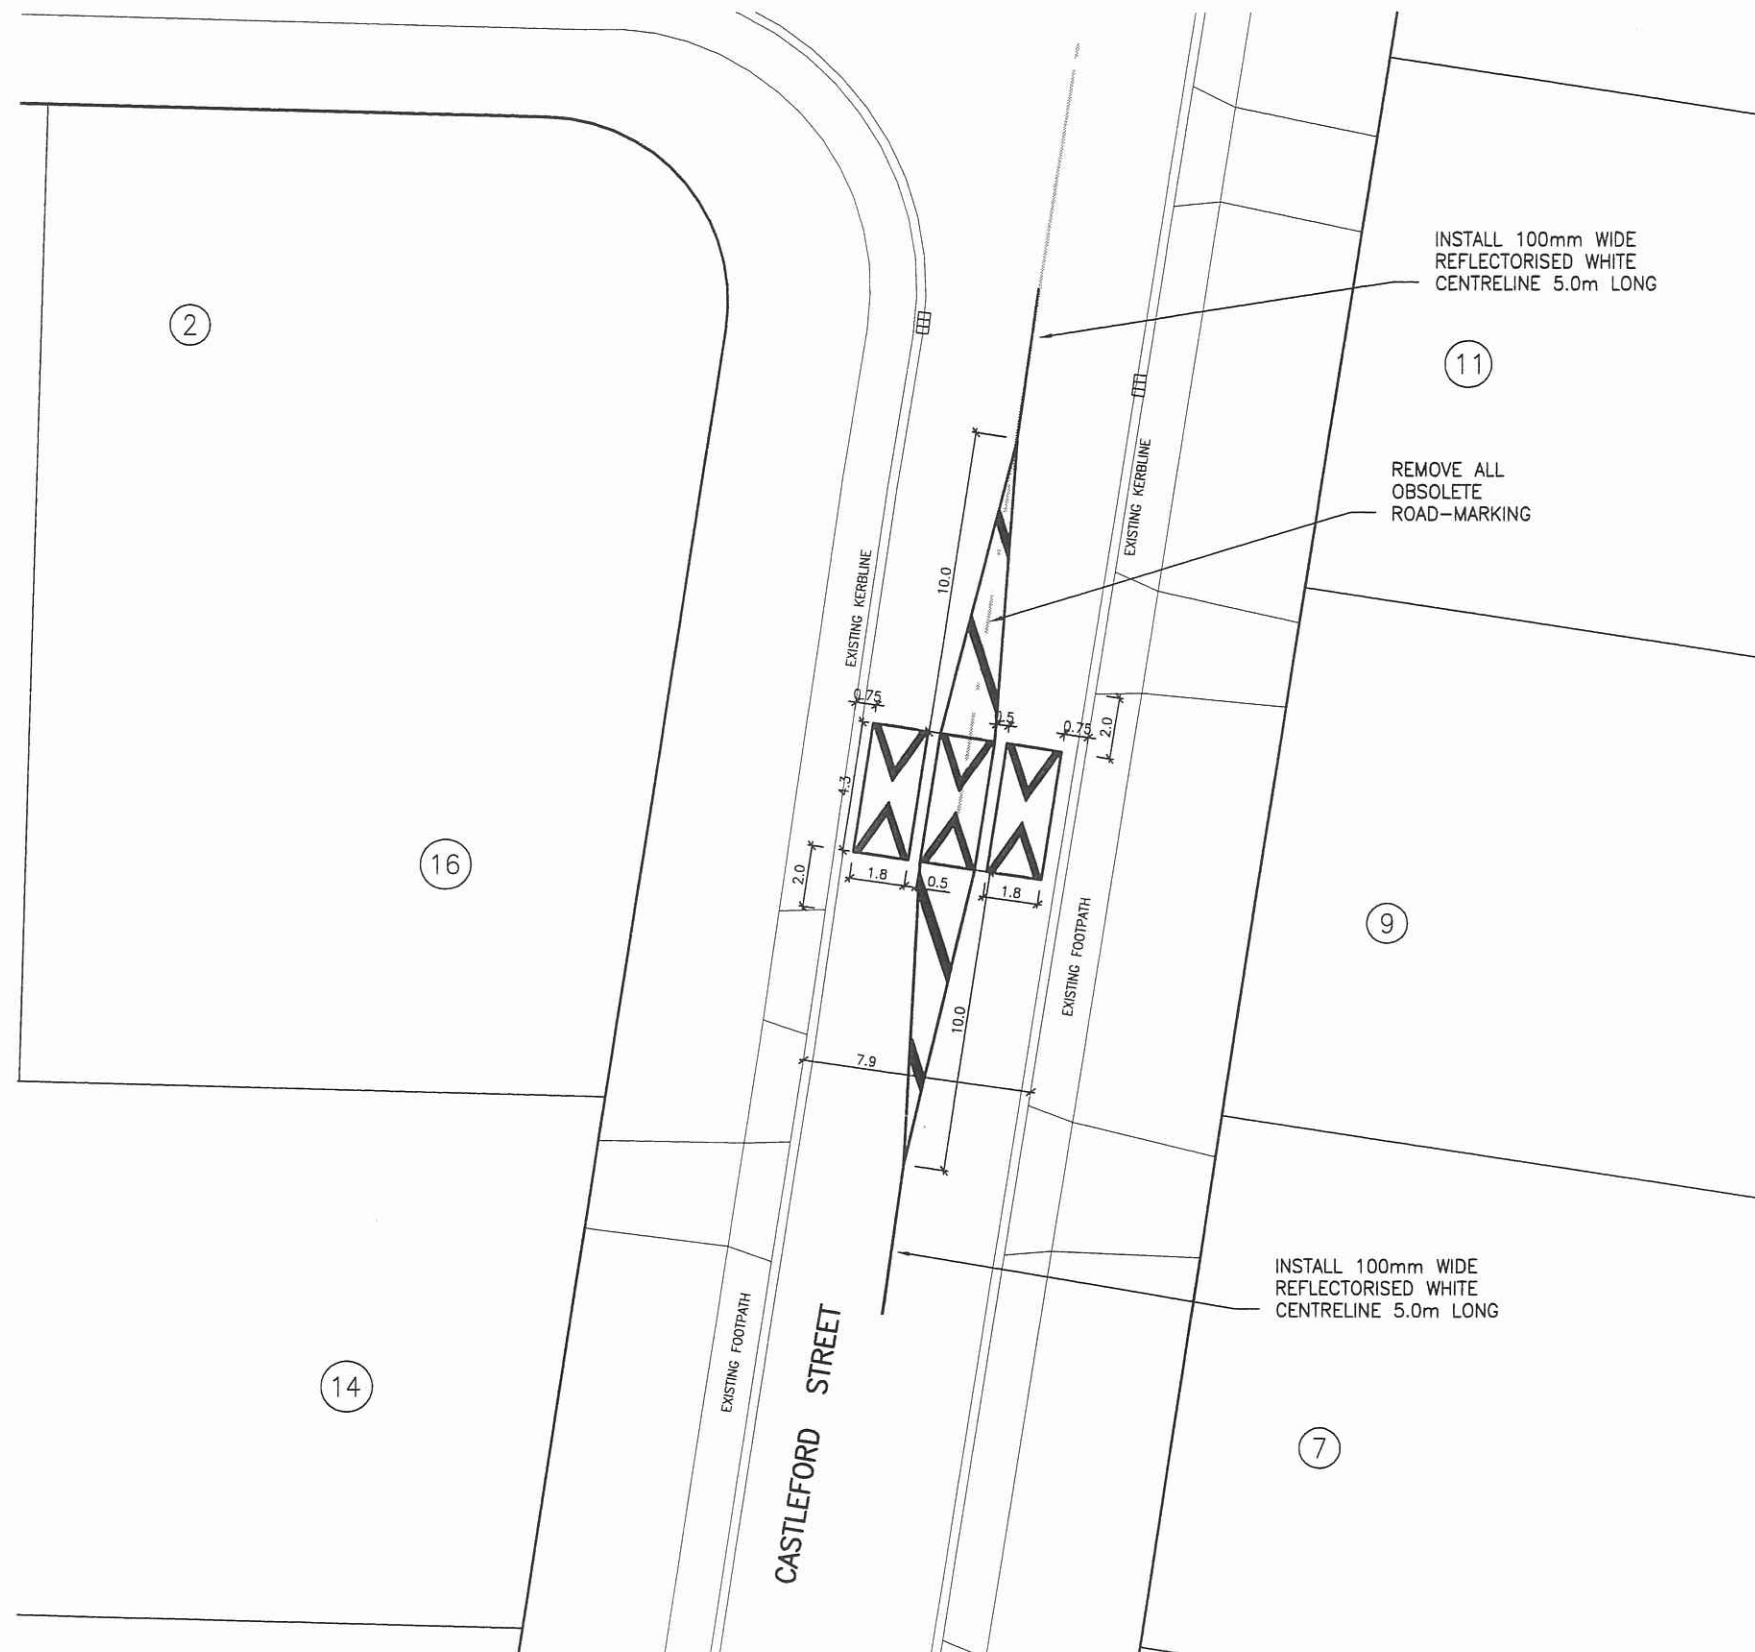 INSTALL 100mm WIDE
REFLECTORISED WHITE
CENTRELINE 5.0m LONG
2
11
REMOVE ALL
OBSOLETE
ROAD-MARKING
EXISTING KERBLINE
EXISTING KERBLINE
10.0
0.75
0.5
0.75
2.0
4.3
16
2.0
1.8
0.5
1.8
9
EXISTING FOOTPATH
10.0
7.9
INSTALL 100mm WIDE
REFLECTORISED WHITE
CENTRELINE 5.0m LONG
EXISTING FOOTPATH
CASTLEFORD STREET
14
7